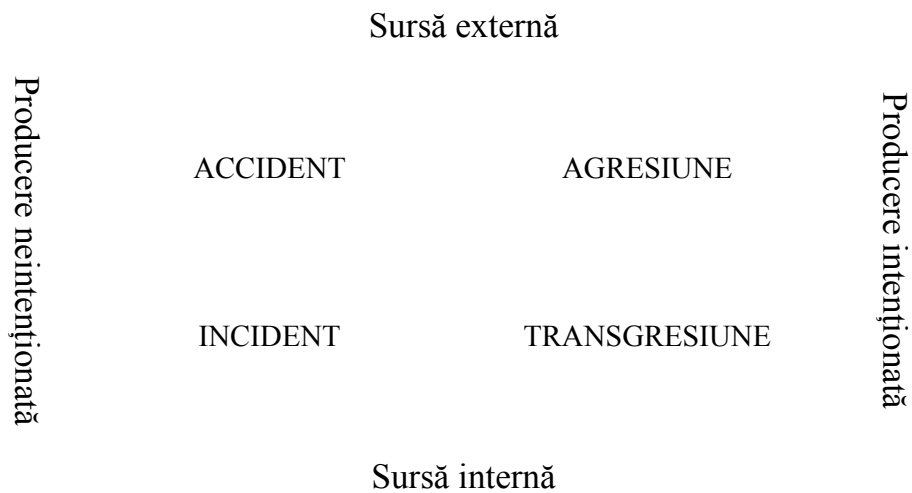 Sursă externă
Producere neintenționată
Producere intenționată
ACCIDENT
AGRESIUNE
INCIDENT
TRANSGRESIUNE
Sursă internă